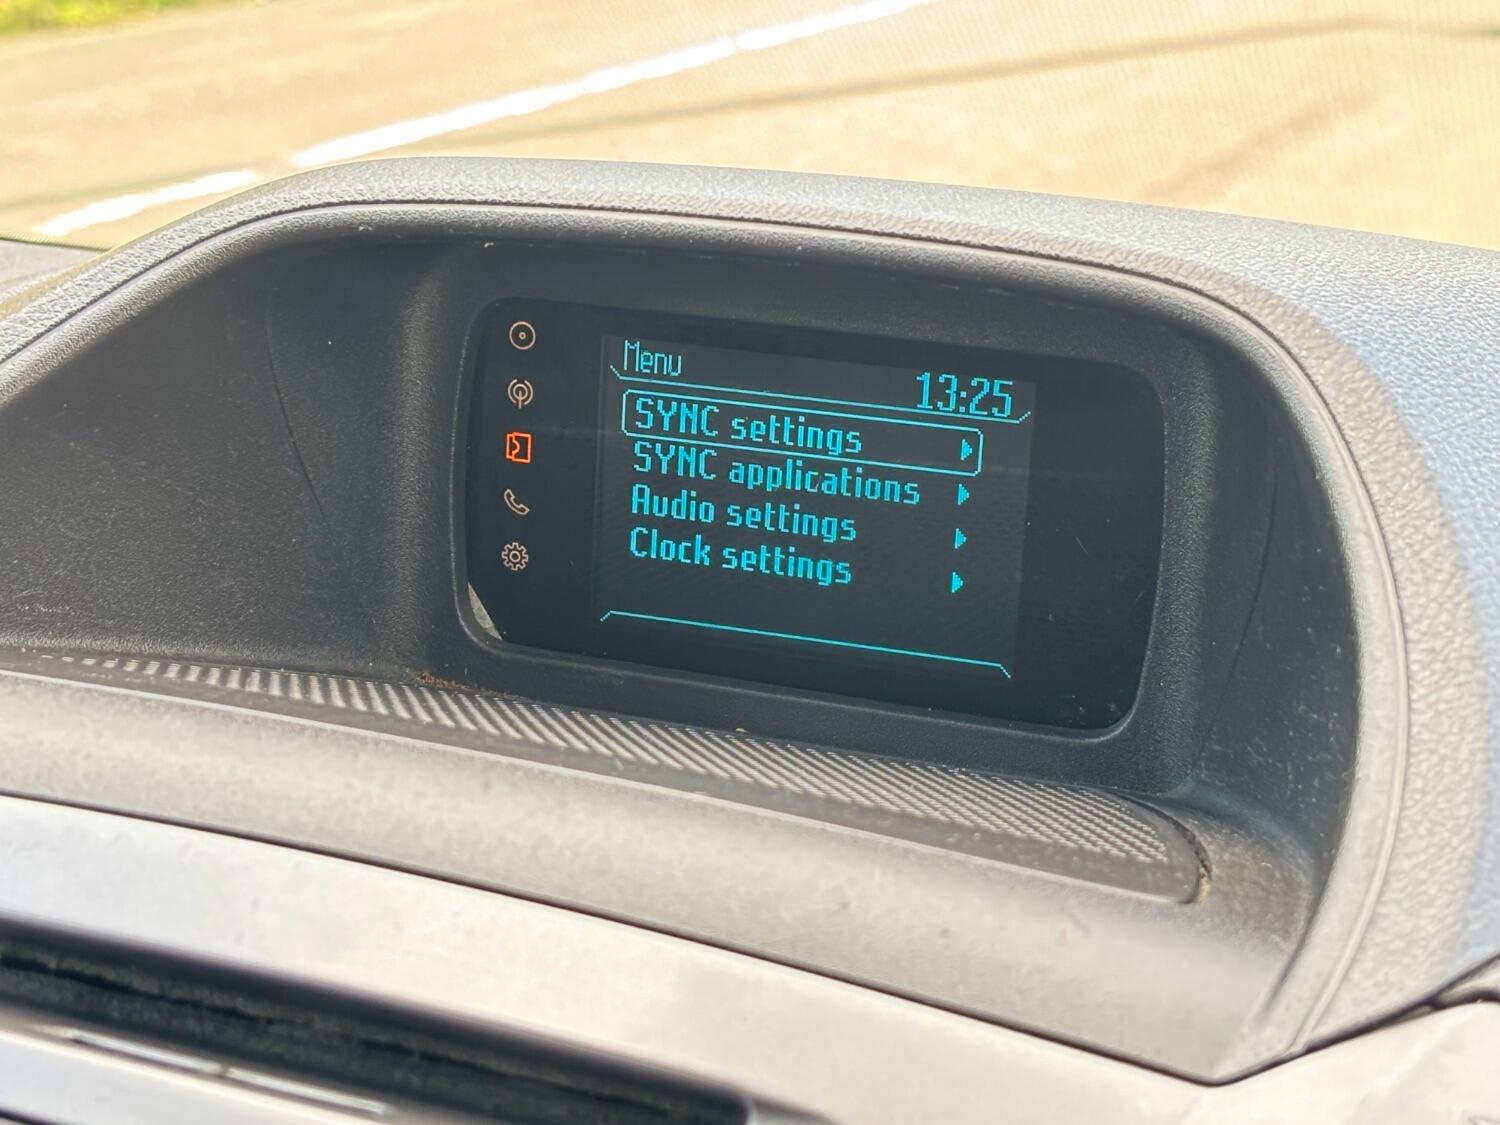 Menu
13:25
SYNC settings
SYNC applications
Audio settings
Clock settings